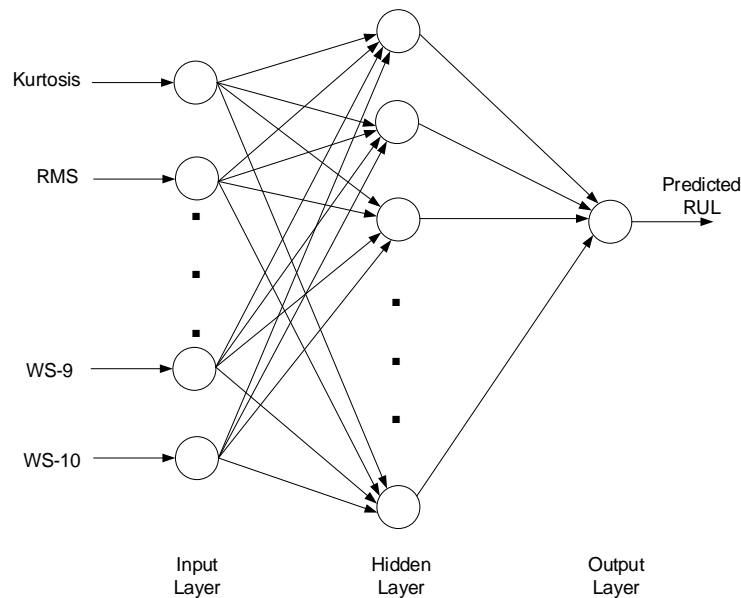 Kurtosis
RMS
WS-9
WS-10
Predicted
RUL
Input
Layer
Hidden
Layer
Output
Layer